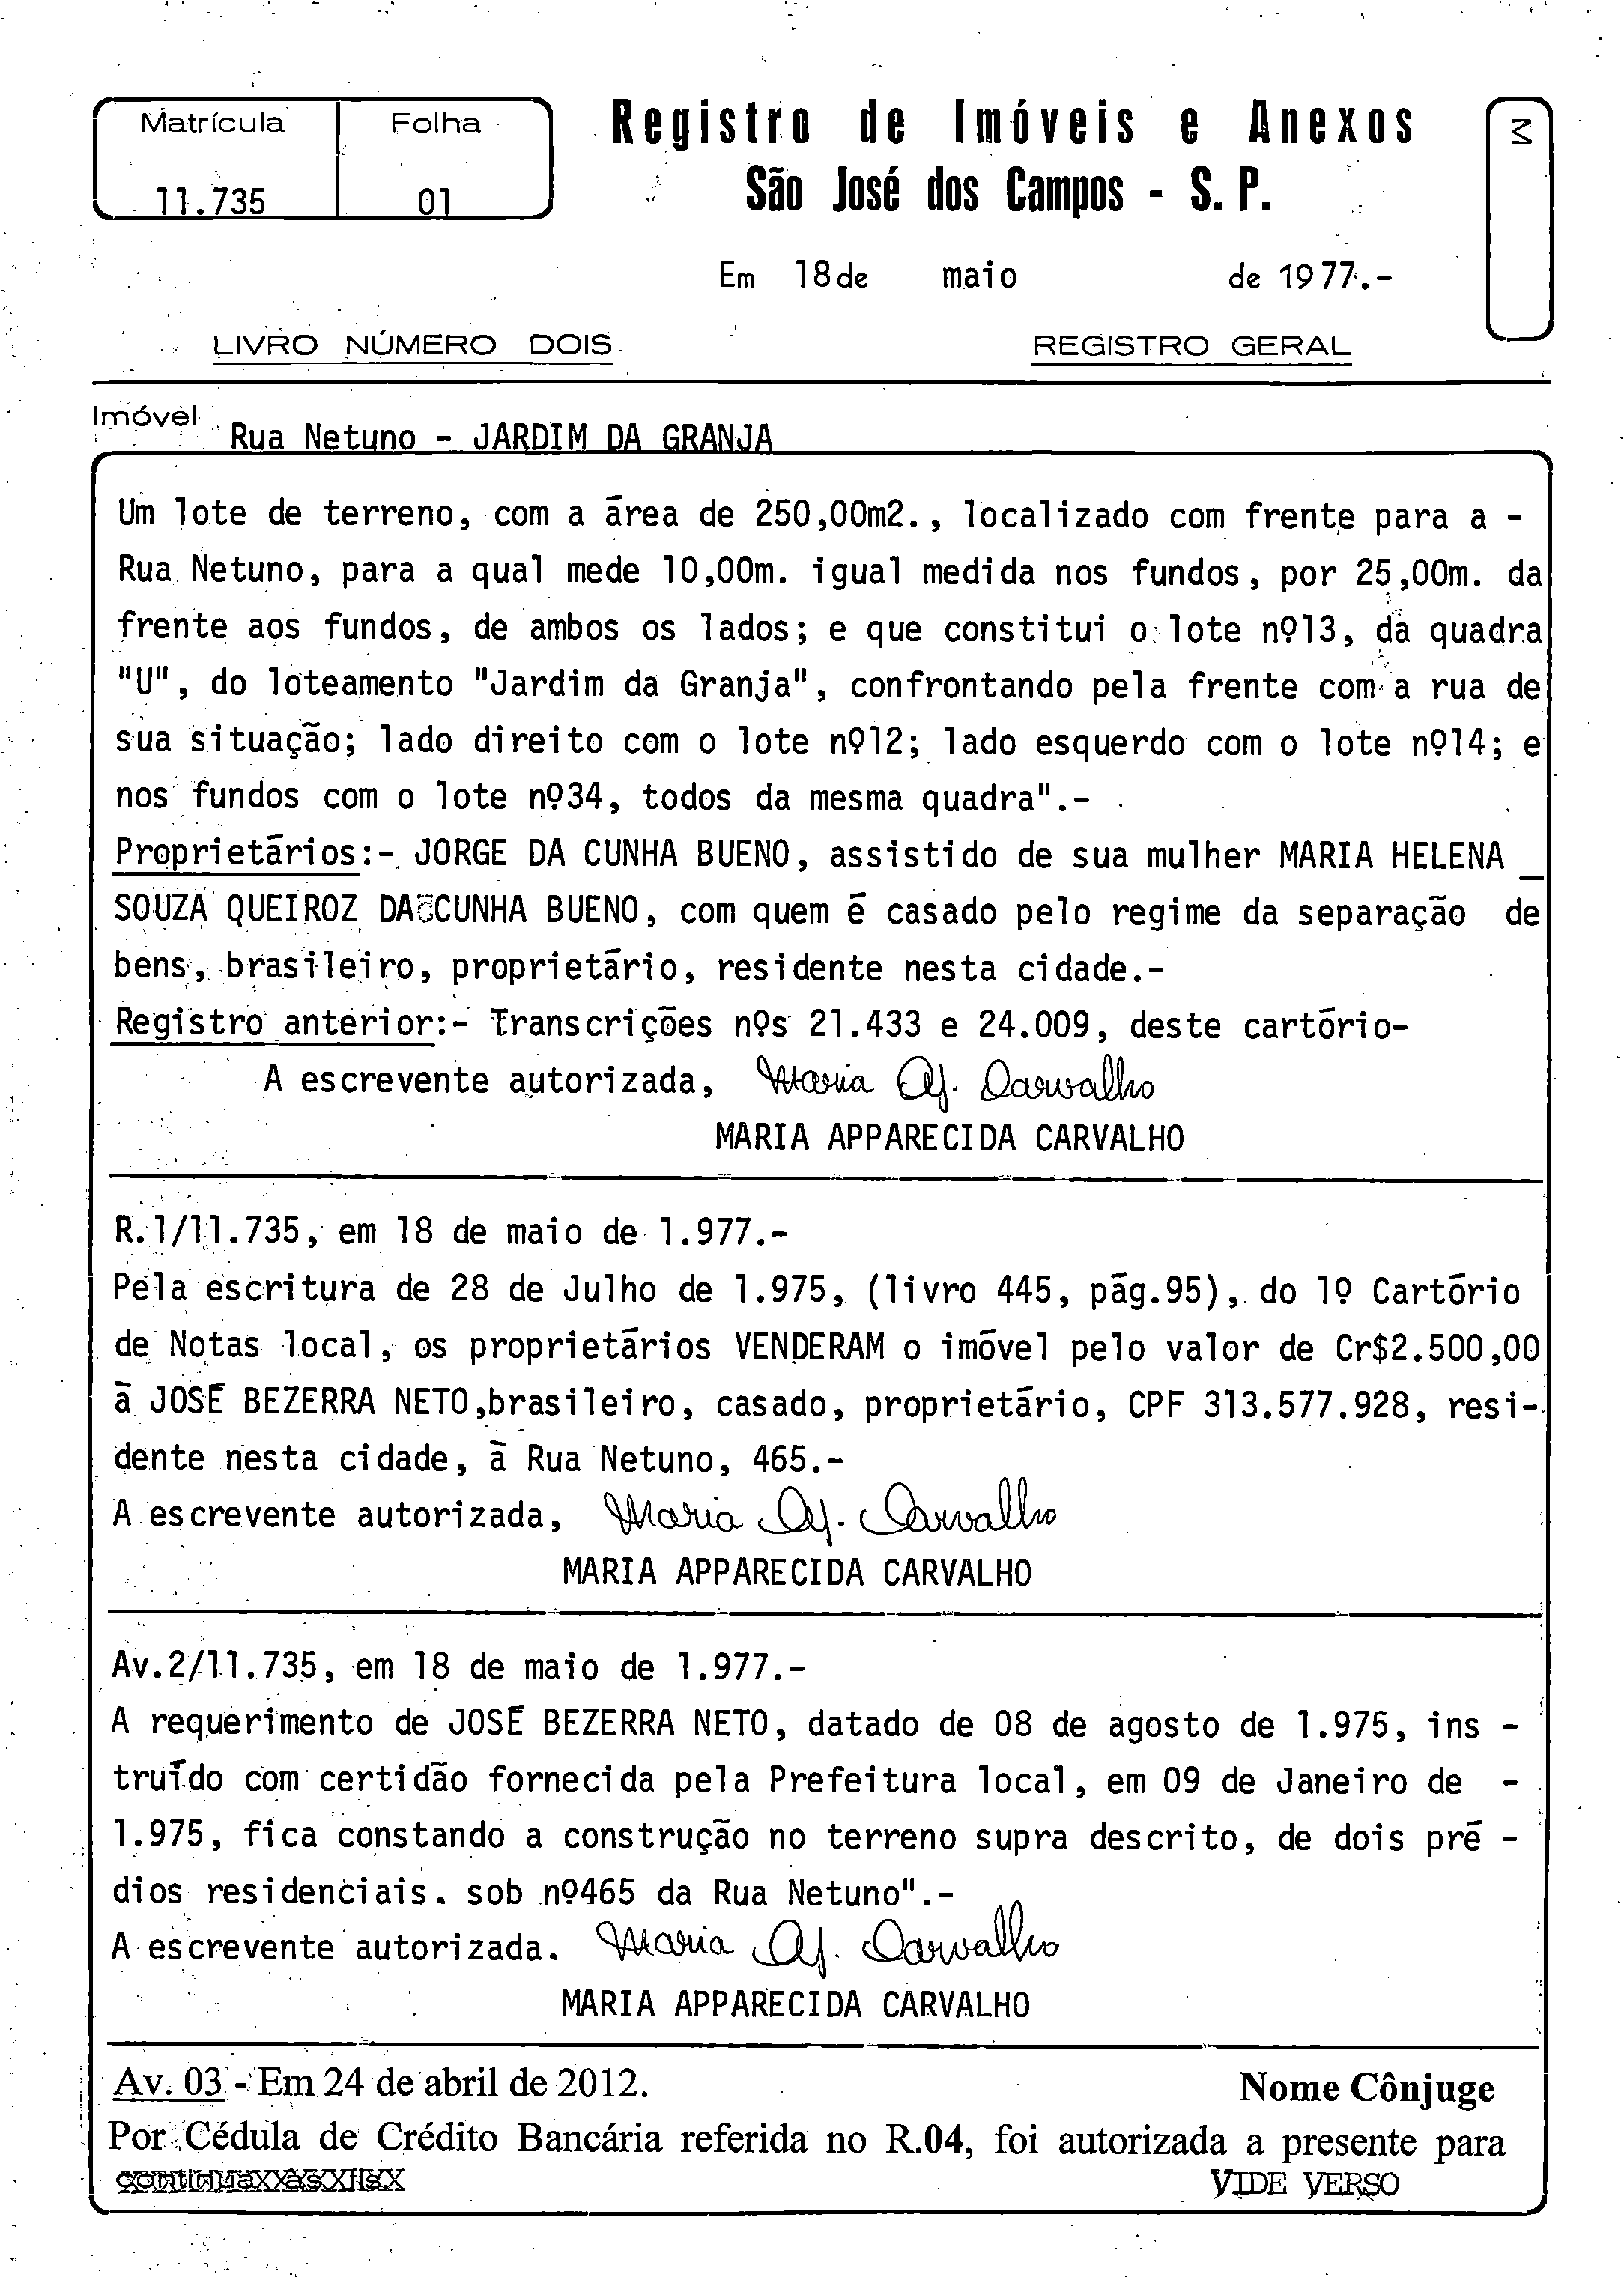 Matrícula Folha
11.735 01
Registro de Imóveis e Anexos
São José dos Campos - S. P.
M
Em 18 de maio de 1977.-
LIVRO NÚMERO DOIS REGISTRO GERAL
Imóvel Rua Netuno - JARDIM DA GRANJA
Um lote de terreno, com a área de 250,00m2., localizado com frente para a -
Rua Netuno, para a qual mede 10,00m. igual medida nos fundos, por 25,00m. da
frente aos fundos, de ambos os lados; e que constitui o lote nº13, da quadra
"U", do loteamento "Jardim da Granja", confrontando pela frente com a rua de
sua situação; lado direito com o lote nº12; lado esquerdo com o lote nº14; e
nos fundos com o lote nº34, todos da mesma quadra".-
Proprietários:- JORGE DA CUNHA BUENO, assistido de sua mulher MARIA HELENA _
SOUZA QUEIROZ DA CUNHA BUENO, com quem é casado pelo regime da separação de
bens, brasileiro, proprietário, residente nesta cidade.-
Registro anterior:- Transcrições nºs 21.433 e 24.009, deste cartório-
A escrevente autorizada, Maria Ap. Carvalho
MARIA APPARECIDA CARVALHO
R.1/11.735, em 18 de maio de 1.977.-
Pela escritura de 28 de Julho de 1.975, (livro 445, pág.95), do 1º Cartório
de Notas local, os proprietários VENDERAM o imóvel pelo valor de Cr$2.500,00
à JOSÉ BEZERRA NETO,brasileiro, casado, proprietário, CPF 313.577.928, resi-
dente nesta cidade, à Rua Netuno, 465.-
A escrevente autorizada, Maria Ap. Carvalho
MARIA APPARECIDA CARVALHO
Av.2/11.735, em 18 de maio de 1.977.-
A requerimento de JOSÉ BEZERRA NETO, datado de 08 de agosto de 1.975, ins -
truído com certidão fornecida pela Prefeitura local, em 09 de Janeiro de -
1.975, fica constando a construção no terreno supra descrito, de dois pré -
dios residenciais. sob nº465 da Rua Netuno".-
A escrevente autorizada. Maria Ap. Carvalho
MARIA APPARECIDA CARVALHO
Av. 03 - Em 24 de abril de 2012. Nome Cônjuge
Por Cédula de Crédito Bancária referida no R.04, foi autorizada a presente para
VIDE VERSO